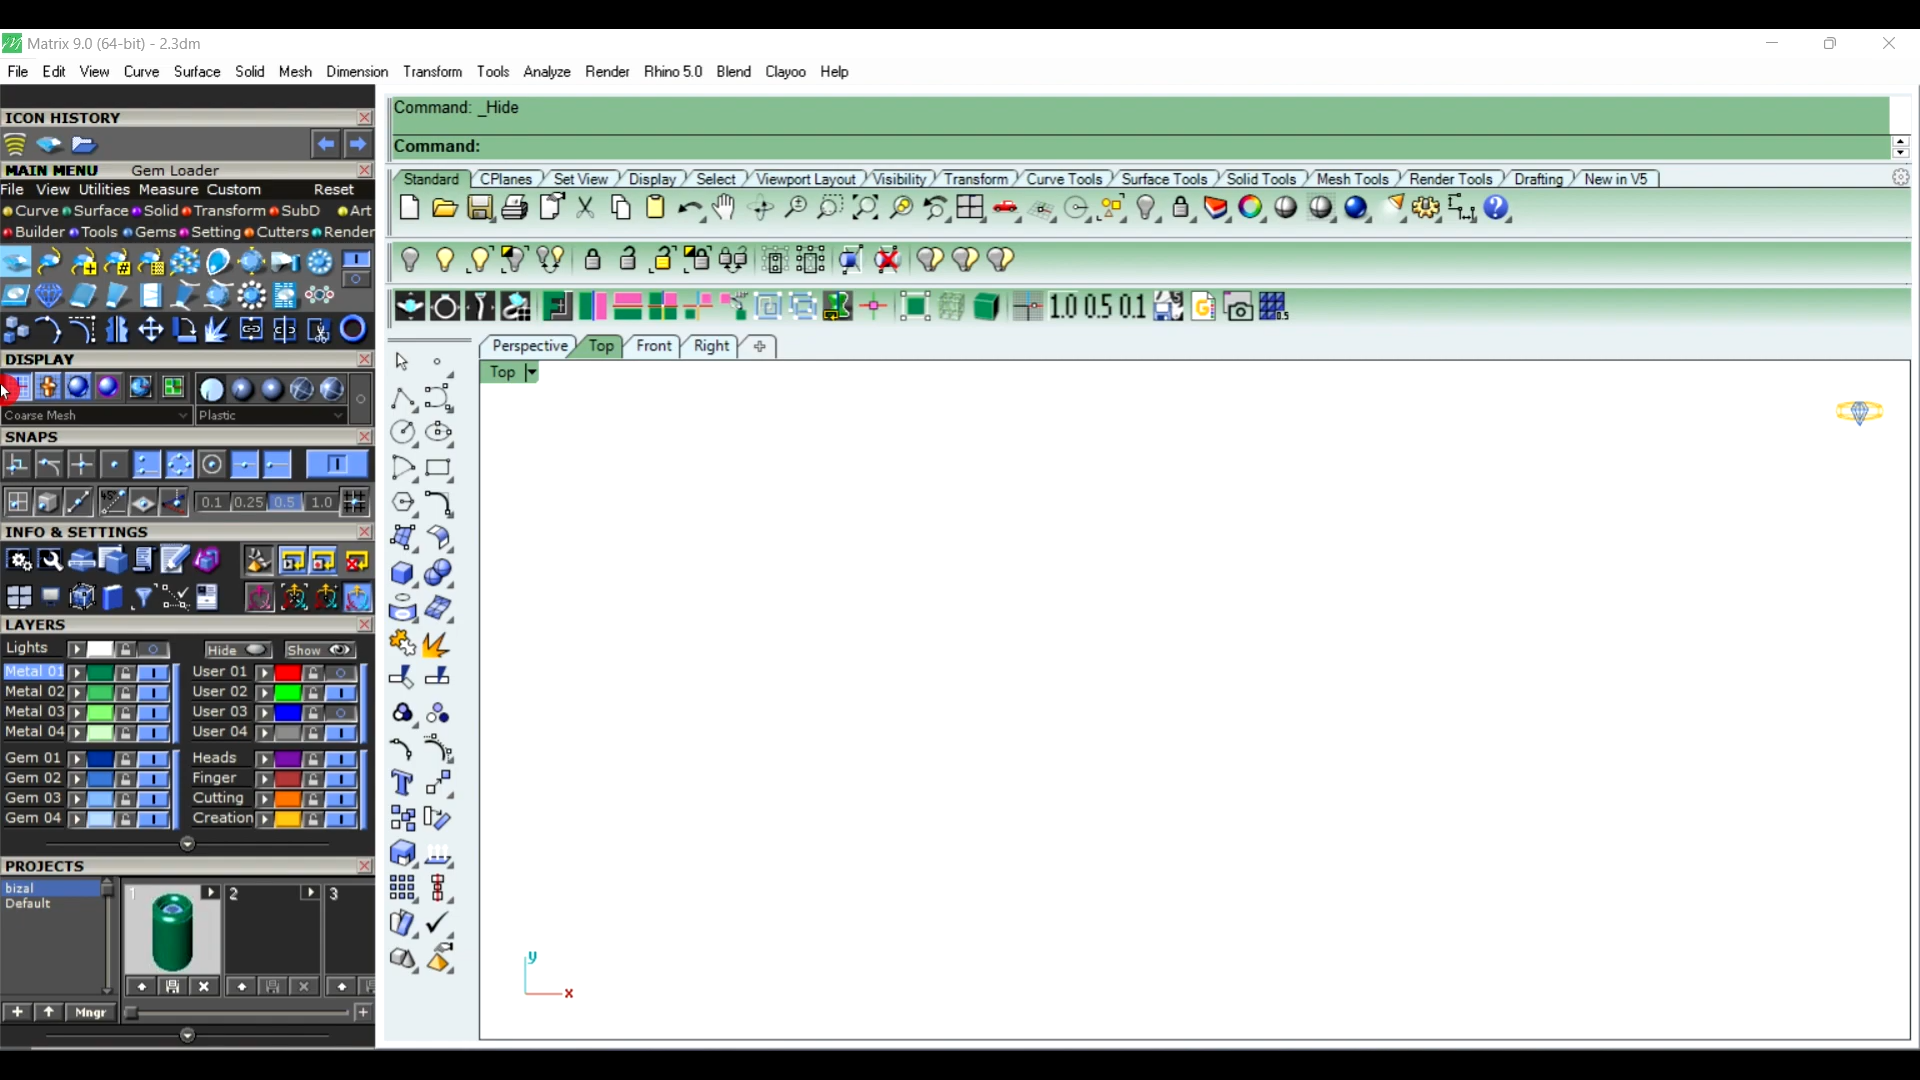 Matrix 9.0 (64-bit) - 2.3dm
File Edit View Curve Surface Solid Mesh Dimension Transform Tools Analyze Render Rhino 5.0 Blend Clayoo Help
ICON HISTORY
Command: _Hide
Command:
MAIN MENU Gem Loader
File View Utilities Measure Custom Reset
Curve Surface Solid Transform SubD Art
Builder Tools Gems Setting Cutters Render
Standard CPlanes Set View Display Select Viewport Layout Visibility Transform Curve Tools Surface Tools Solid Tools Mesh Tools Render Tools Drafting New in V5
1.0 0.5 0.1
Perspective Top Front Right
Top
DISPLAY
Coarse Mesh Plastic
SNAPS
0.1 0.25 0.5 1.0
INFO & SETTINGS
LAYERS
Lights Hide Show
Metal 01 User 01
Metal 02 User 02
Metal 03 User 03
Metal 04 User 04
Gem 01 Heads
Gem 02 Finger
Gem 03 Cutting
Gem 04 Creation
PROJECTS
bizal 1 2 3
Default
Mngr
y
x